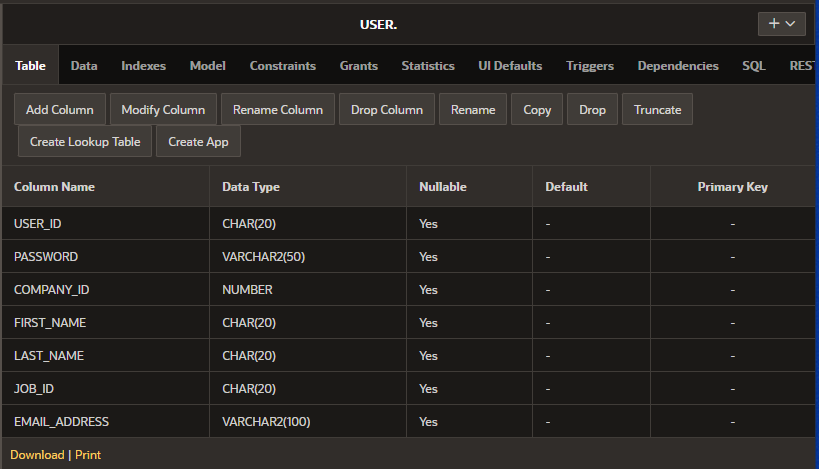 USER.
Table Data Indexes Model Constraints Grants Statistics UI Defaults Triggers Dependencies SQL REST
Add Column Modify Column Rename Column Drop Column Rename Copy Drop Truncate
Create Lookup Table Create App
Column Name Data Type Nullable Default Primary Key
USER_ID CHAR(20) Yes - -
PASSWORD VARCHAR2(50) Yes - -
COMPANY_ID NUMBER Yes - -
FIRST_NAME CHAR(20) Yes - -
LAST_NAME CHAR(20) Yes - -
JOB_ID CHAR(20) Yes - -
EMAIL_ADDRESS VARCHAR2(100) Yes - -
Download | Print